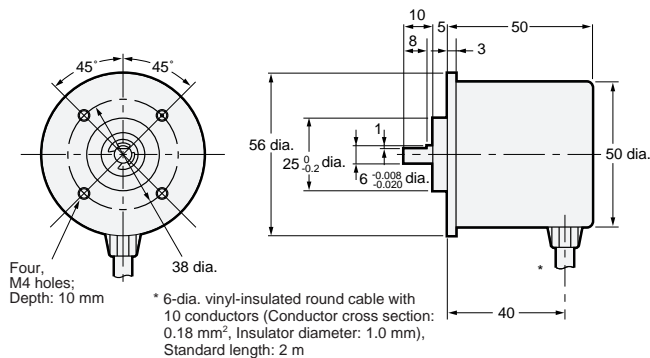 45° 45°
10
5
50
8
3
56 dia.
1
25 0 -0.2 dia.
6 -0.008 -0.020 dia.
50 dia.
38 dia.
Four,
M4 holes;
Depth: 10 mm
*
40
* 6-dia. vinyl-insulated round cable with
10 conductors (Conductor cross section:
0.18 mm², Insulator diameter: 1.0 mm),
Standard length: 2 m